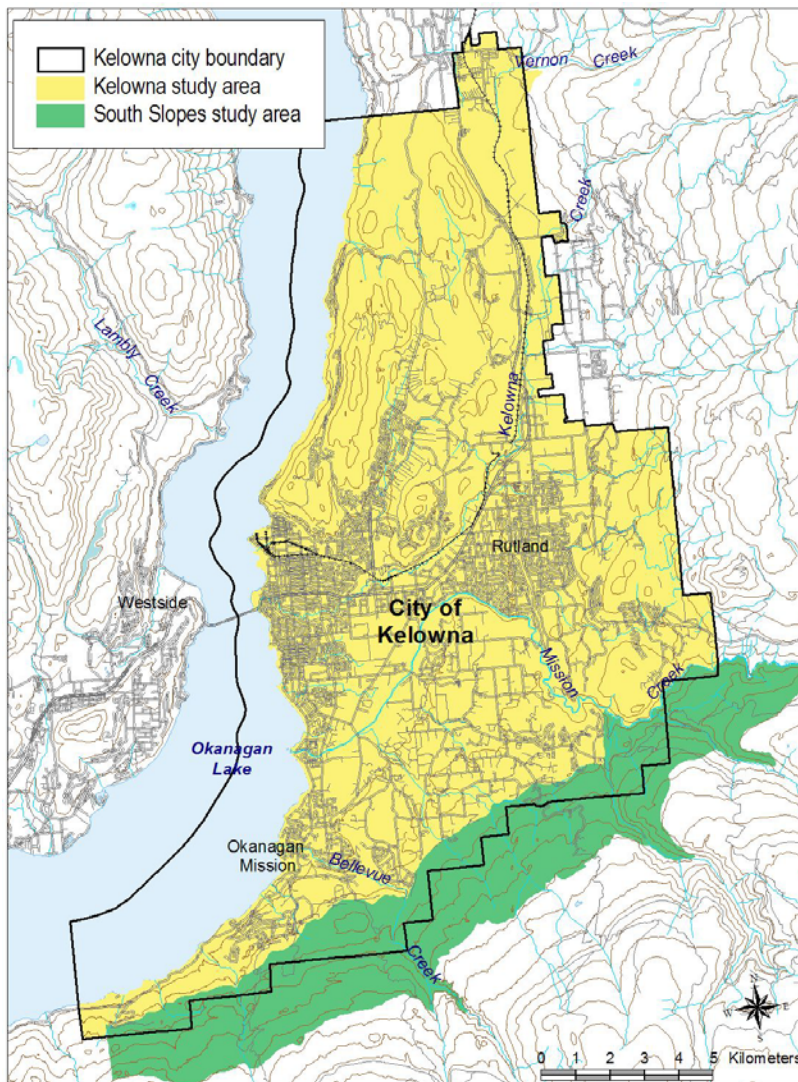 Kelowna city boundary
Kelowna study area
South Slopes study area
Vernon Creek
Creek
Lambly
Creek
Kelowna
Rutland
Westside
City of
Kelowna
Mission
Creek
Okanagan
Lake
Okanagan
Mission
Bellevue
Creek
N
W E
S
0 1 2 3 4 5 Kilometers